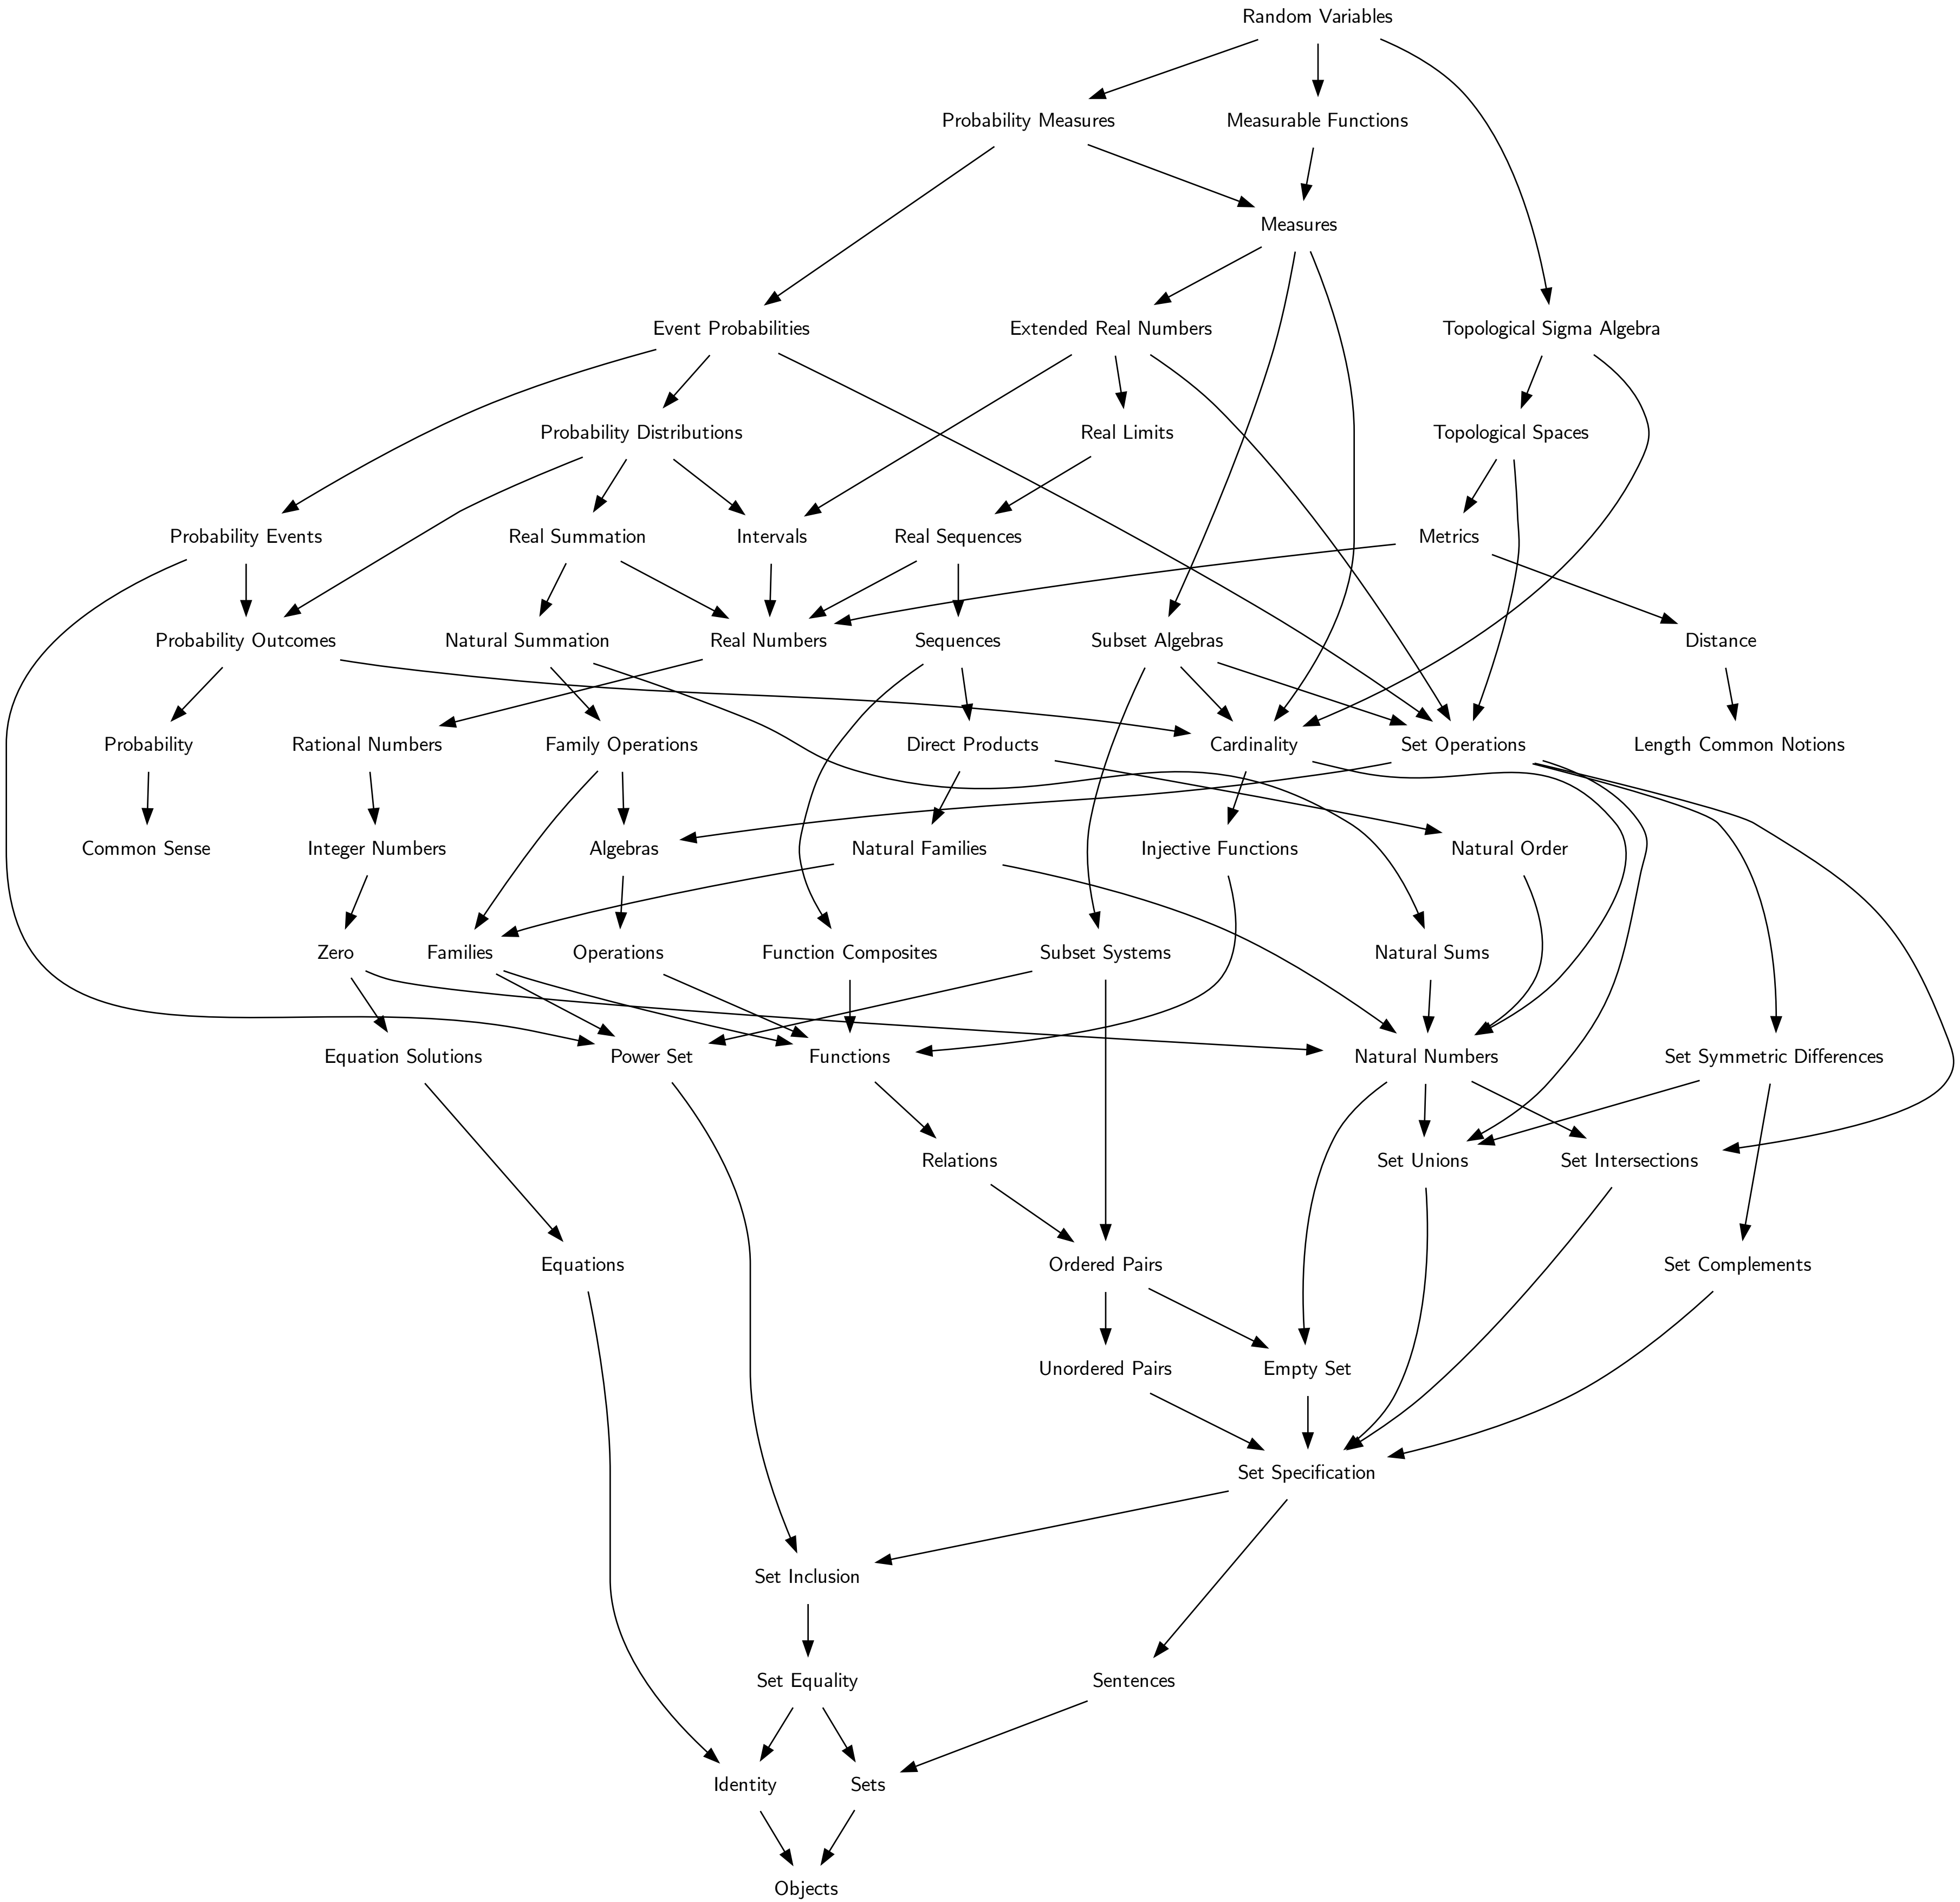 Random Variables
Probability Measures
Measurable Functions
Measures
Event Probabilities
Extended Real Numbers
Topological Sigma Algebra
Probability Distributions
Real Limits
Topological Spaces
Probability Events
Real Summation
Intervals
Real Sequences
Metrics
Probability Outcomes
Natural Summation
Real Numbers
Sequences
Subset Algebras
Distance
Probability
Rational Numbers
Family Operations
Direct Products
Cardinality
Set Operations
Length Common Notions
Common Sense
Integer Numbers
Algebras
Natural Families
Injective Functions
Natural Order
Zero
Families
Operations
Function Composites
Subset Systems
Natural Sums
Equation Solutions
Power Set
Functions
Natural Numbers
Set Symmetric Differences
Relations
Set Unions
Set Intersections
Equations
Ordered Pairs
Set Complements
Unordered Pairs
Empty Set
Set Specification
Set Inclusion
Set Equality
Sentences
Identity
Sets
Objects